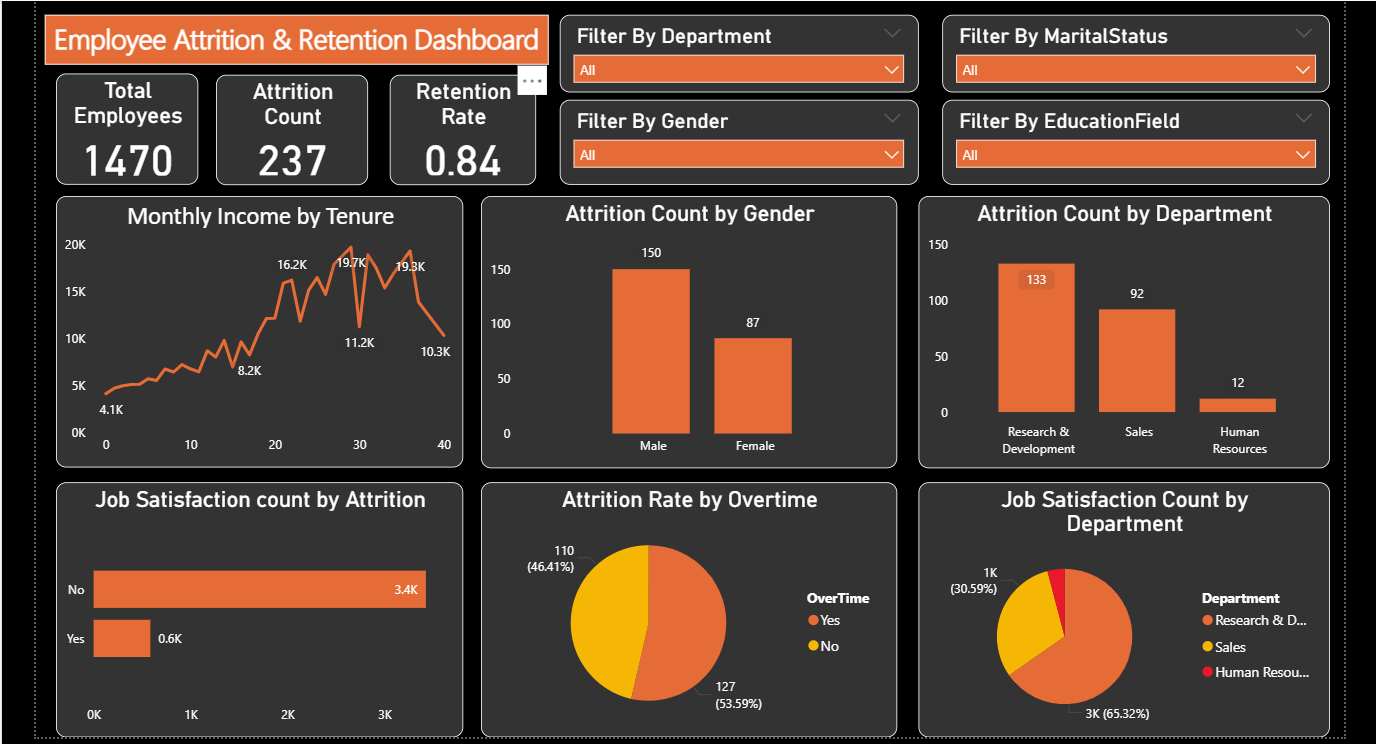 Employee Attrition & Retention Dashboard
Total
Employees
1470
Attrition
Count
237
Retention
Rate
0.84
Filter By Department
All
Filter By MaritalStatus
All
Filter By Gender
All
Filter By EducationField
All
Monthly Income by Tenure
20K
15K
10K
5K
0K
4.1K
8.2K
16.2K
19.7K
11.2K
19.3K
10.3K
0
10
20
30
40
Attrition Count by Gender
150
100
50
0
150
87
Male
Female
Attrition Count by Department
150
100
50
0
133
92
12
Research &
Development
Sales
Human
Resources
Job Satisfaction count by Attrition
No
3.4K
Yes
0.6K
0K
1K
2K
3K
Attrition Rate by Overtime
110
(46.41%)
127
(53.59%)
OverTime
Yes
No
Job Satisfaction Count by
Department
1K
(30.59%)
3K (65.32%)
Department
Research & D...
Sales
Human Resou...